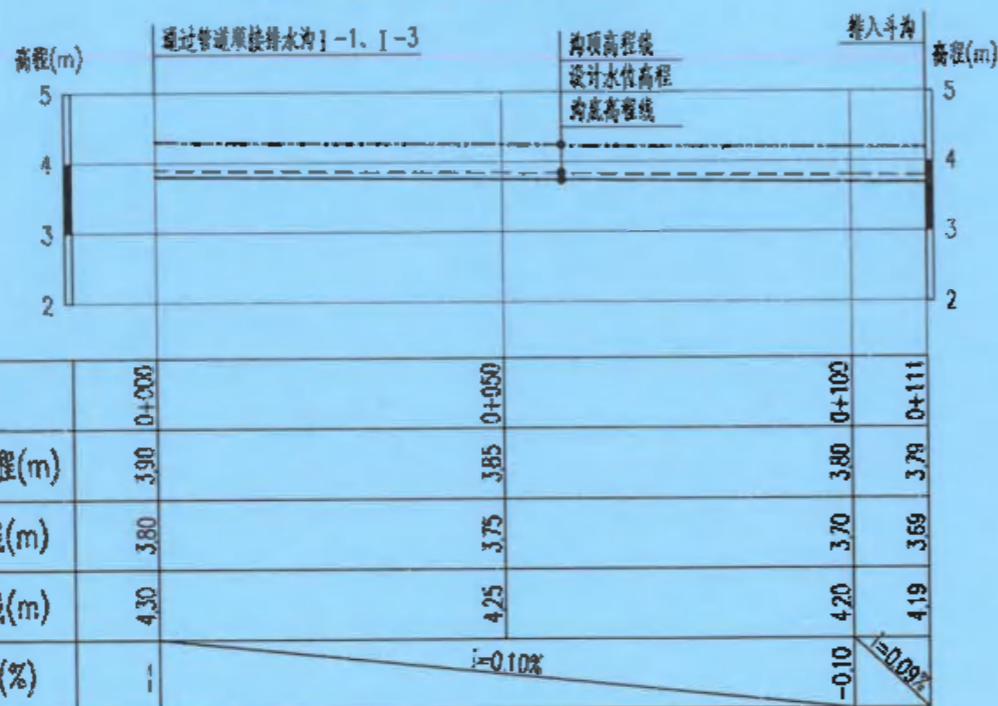 通过管道顺接排水沟I-1、I-3
排入斗沟
高程(m)
沟顶高程线
设计水位高程
沟底高程线
高程(m)
5
4
3
2
5
4
3
2
0+000
0+050
0+100
0+111
程(m)
3.90
3.85
3.80
3.79
(m)
3.80
3.75
3.70
3.69
(m)
4.30
4.25
4.20
4.19
(%)
i=0.10%
-0.10
i=0.09%